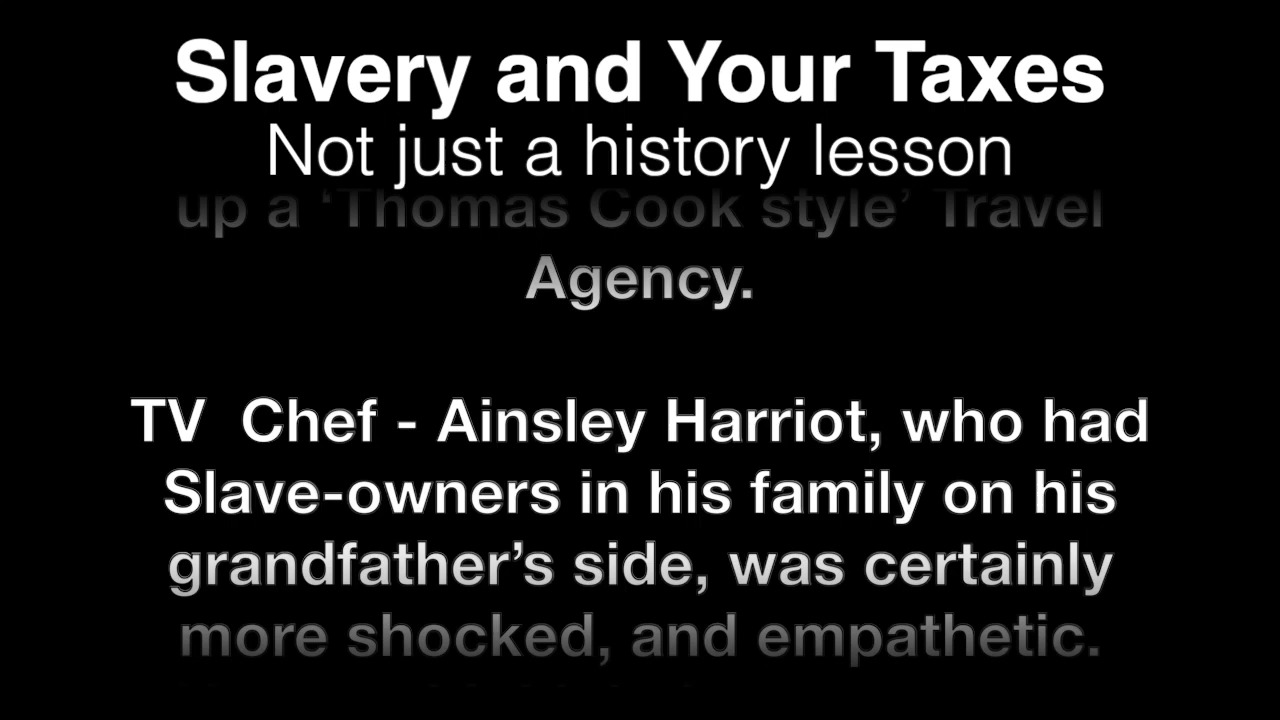 Slavery and Your Taxes
Not just a history lesson
up a ‘Thomas Cook style’ Travel
Agency.
TV  Chef - Ainsley Harriot, who had
Slave-owners in his family on his
grandfather’s side, was certainly
more shocked, and empathetic.